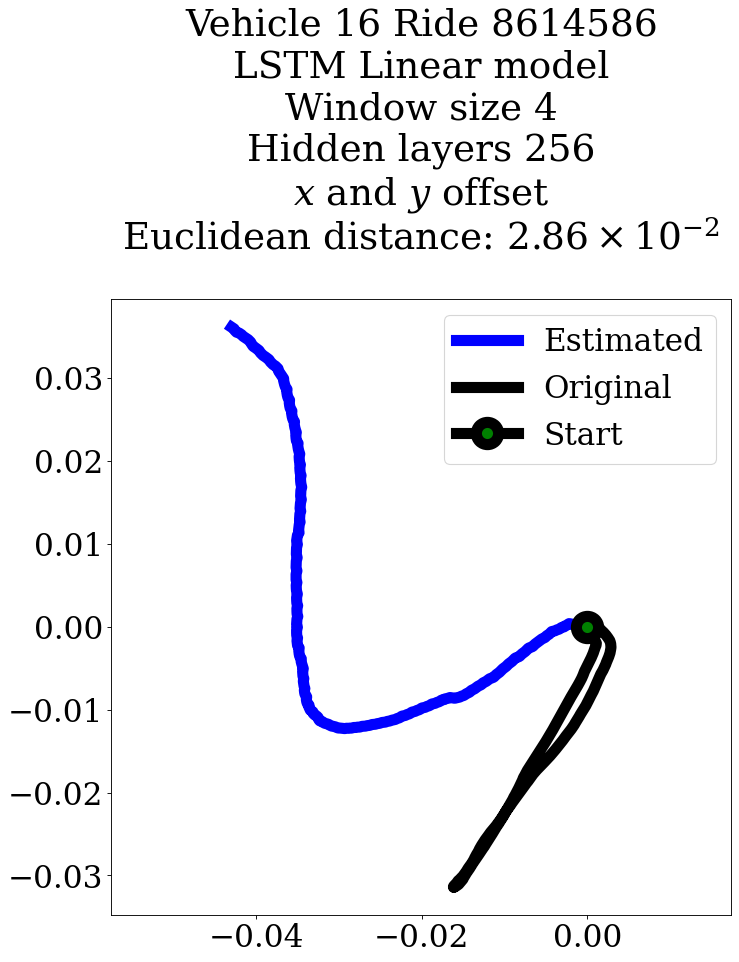 Vehicle 16 Ride 8614586
LSTM Linear model
Window size 4
Hidden layers 256
x and y offset
Euclidean distance: 2.86 × 10⁻²
Estimated
Original
Start
0.03
0.02
0.01
0.00
−0.01
−0.02
−0.03
−0.04
−0.02
0.00